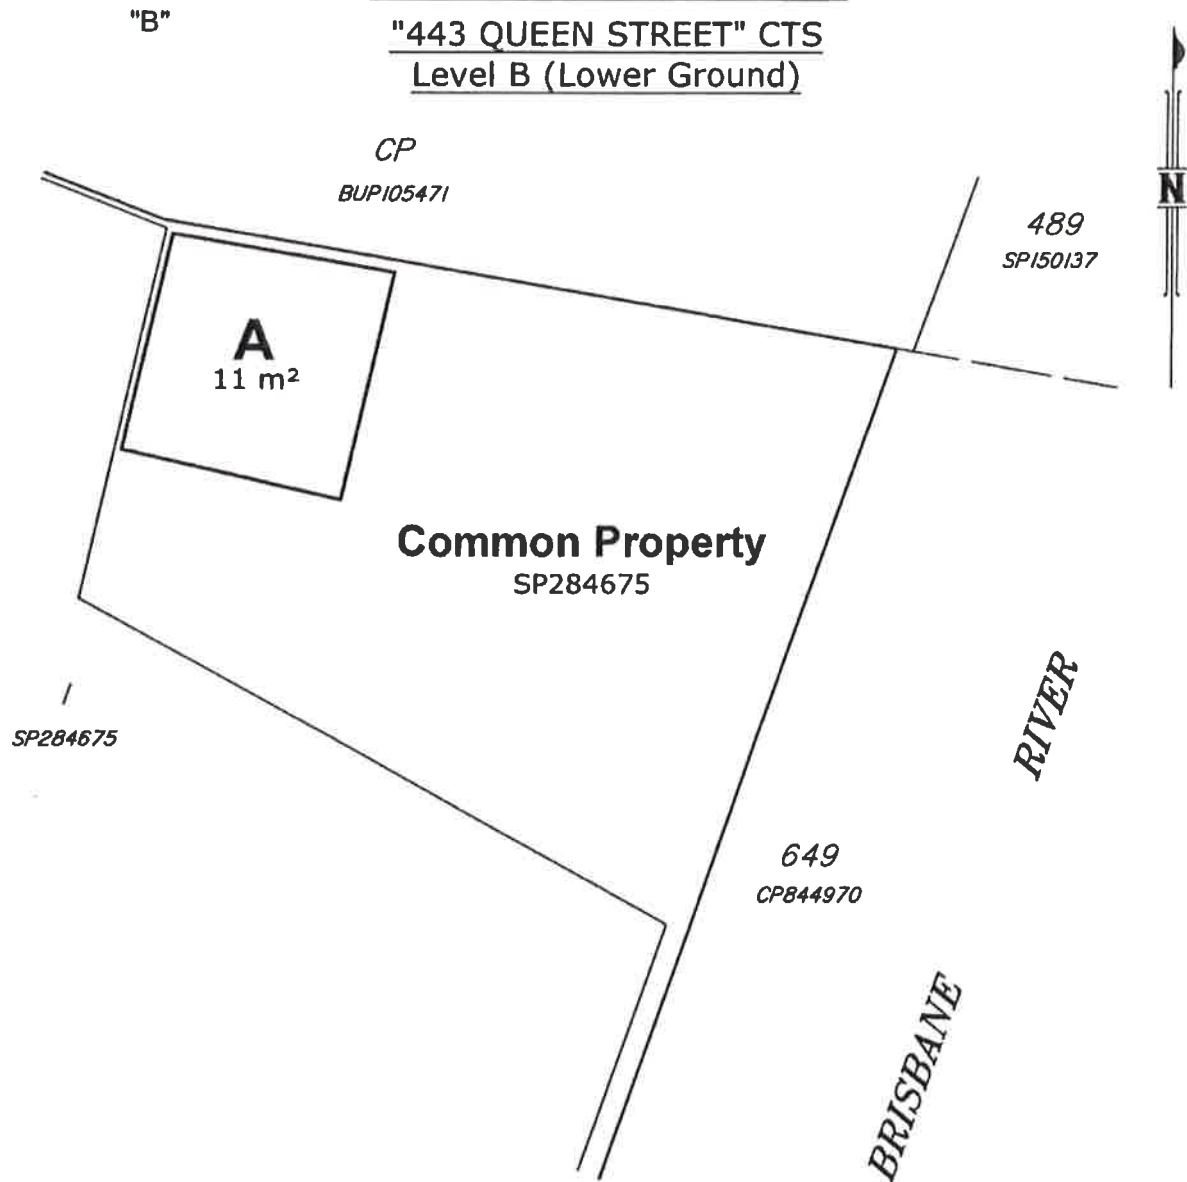 "B"
"443 QUEEN STREET" CTS
Level B (Lower Ground)
CP
BUP105471
N
489
SP150137
A
11 m²
Common Property
SP284675
1
SP284675
RIVER
649
CP844970
BRISBANE